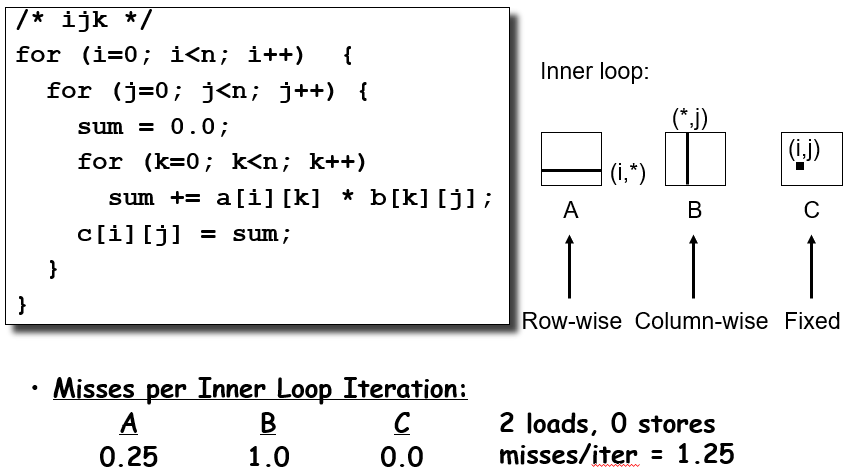 /* ijk */
for (i=0; i<n; i++)  {
  for (j=0; j<n; j++) {
    sum = 0.0;
    for (k=0; k<n; k++)
      sum += a[i][k] * b[k][j];
    c[i][j] = sum;
  }
}
Inner loop:
(*,j)
(i,j)
(i,*)
A B C
Row-wise Column-wise Fixed
• Misses per Inner Loop Iteration:
A B C 2 loads, 0 stores
0.25 1.0 0.0 misses/iter = 1.25